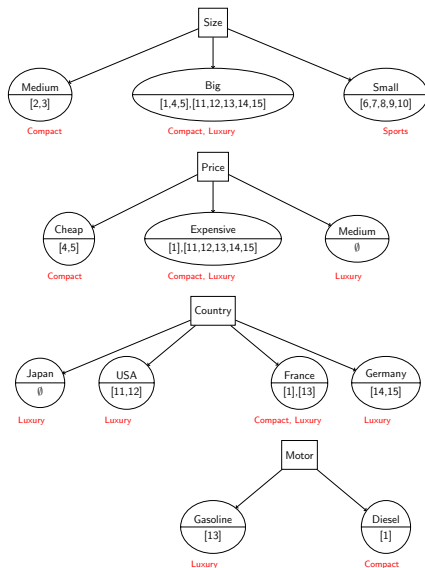 Size
Medium
[2,3]
Compact
Big
[1,4,5],[11,12,13,14,15]
Compact, Luxury
Small
[6,7,8,9,10]
Sports
Price
Cheap
[4,5]
Compact
Expensive
[1],[11,12,13,14,15]
Compact, Luxury
Medium
∅
Luxury
Country
Japan
∅
Luxury
USA
[11,12]
Luxury
France
[1],[13]
Compact, Luxury
Germany
[14,15]
Luxury
Motor
Gasoline
[13]
Luxury
Diesel
[1]
Compact